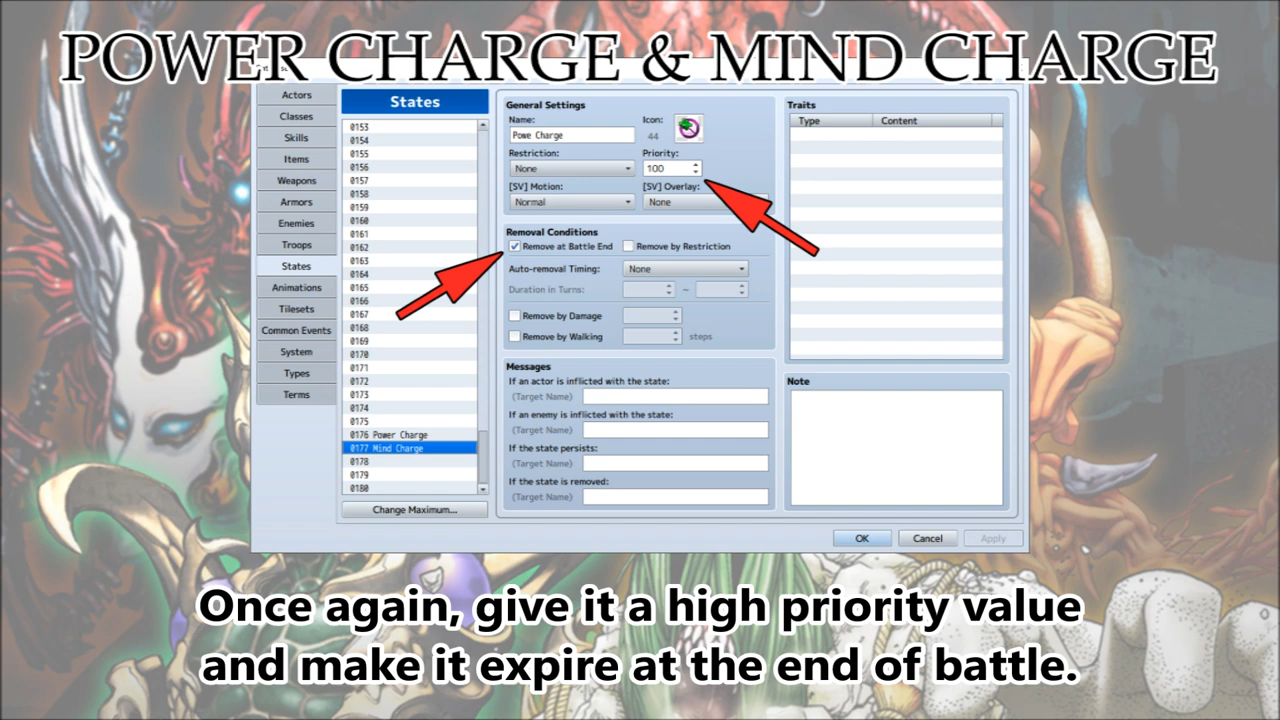 POWER CHARGE & MIND CHARGE
Actors
Classes
Skills
Items
Weapons
Armors
Enemies
Troops
States
Animations
Tilesets
Common Events
System
Types
Terms
States
0153
0154
0155
0156
0157
0158
0159
0160
0161
0162
0163
0164
0165
0166
0167
0168
0169
0170
0171
0172
0173
0174
0175
0176 Power Charge
0177 Mind Charge
0178
0179
0180
Change Maximum...
General Settings
Name:
Icon:
Powe Charge
44
Restriction:
Priority:
None
100
[SV] Motion:
[SV] Overlay:
Normal
None
Removal Conditions
Remove at Battle End
Remove by Restriction
Auto-removal Timing:
None
Duration in Turns:
~
Remove by Damage
Remove by Walking
steps
Messages
If an actor is inflicted with the state:
(Target Name)
If an enemy is inflicted with the state:
(Target Name)
If the state persists:
(Target Name)
If the state is removed:
(Target Name)
Traits
Type
Content
Note
OK
Cancel
Apply
Once again, give it a high priority value
and make it expire at the end of battle.